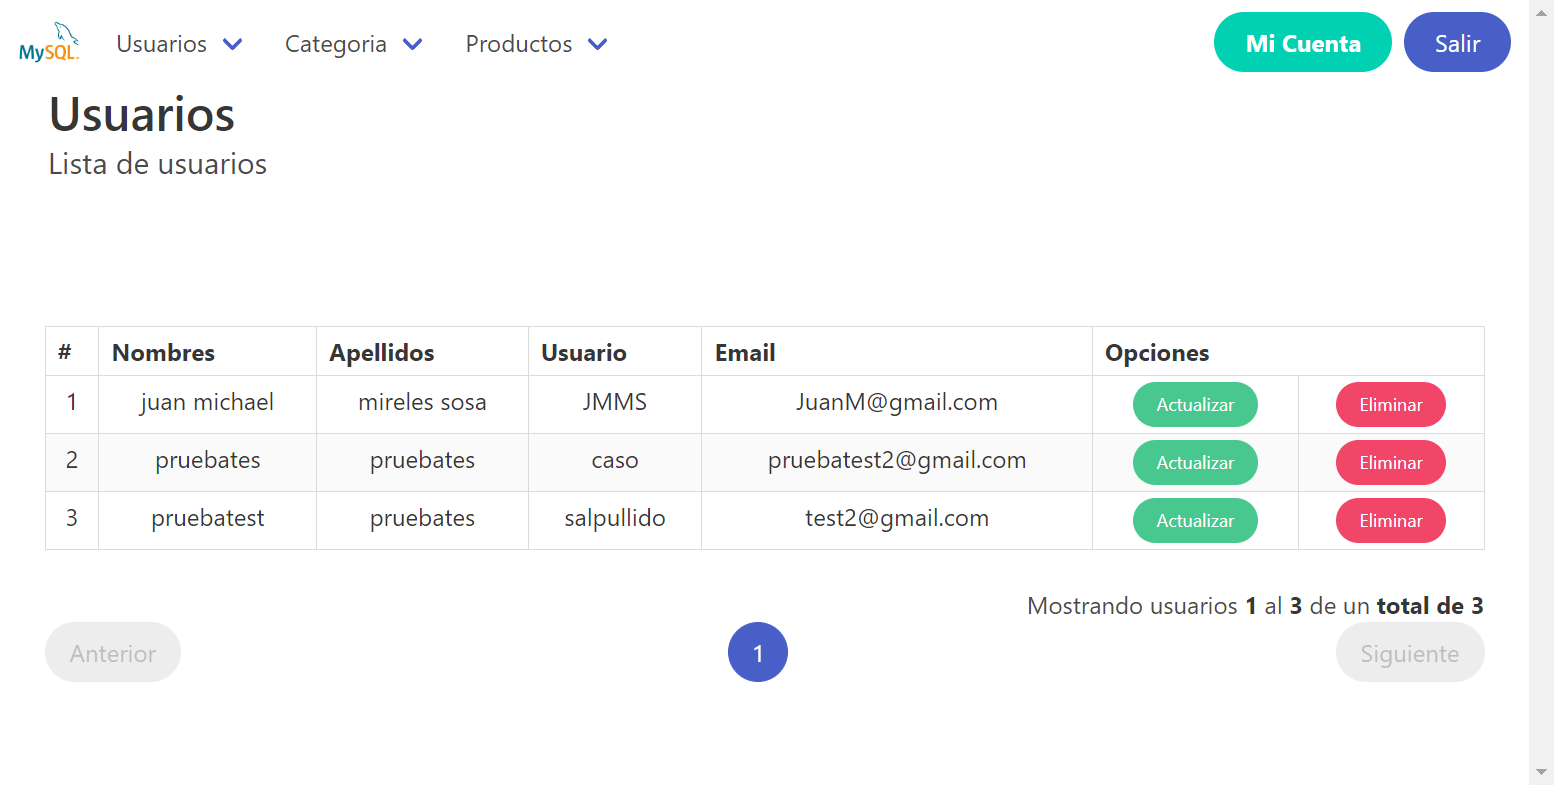 MySQL Usuarios Categoria Productos Mi Cuenta Salir
Usuarios
Lista de usuarios
# Nombres Apellidos Usuario Email Opciones
1 juan michael mireles sosa JMMS JuanM@gmail.com Actualizar Eliminar
2 pruebates pruebates caso pruebatest2@gmail.com Actualizar Eliminar
3 pruebatest pruebates salpullido test2@gmail.com Actualizar Eliminar
Mostrando usuarios 1 al 3 de un total de 3
Anterior 1 Siguiente